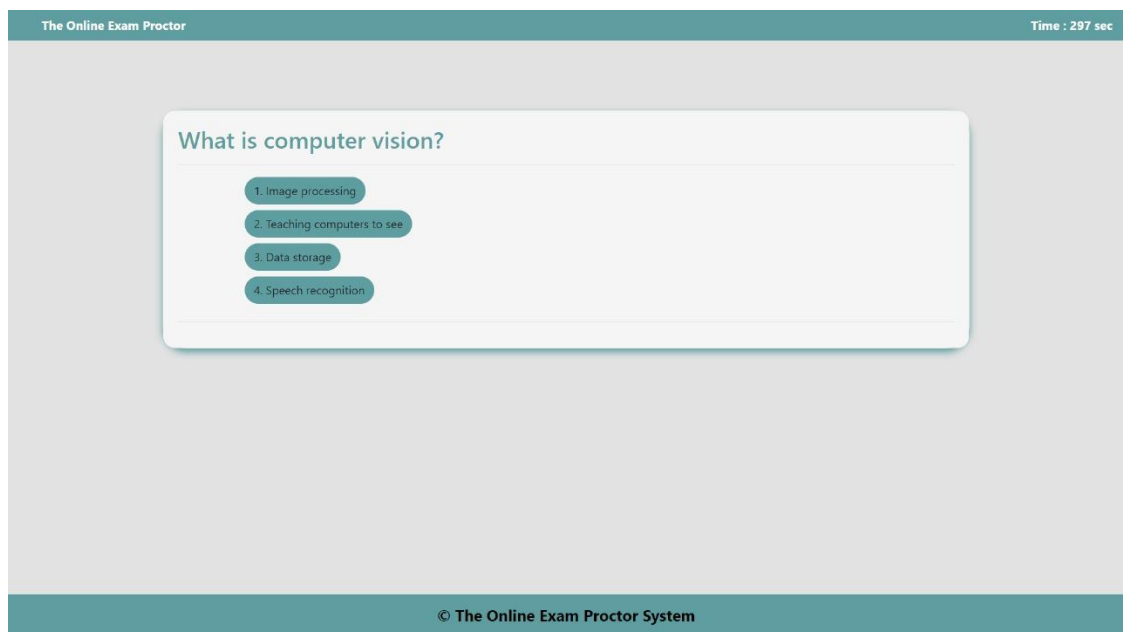 The Online Exam Proctor
Time : 297 sec
What is computer vision?
1. Image processing
2. Teaching computers to see
3. Data storage
4. Speech recognition
© The Online Exam Proctor System